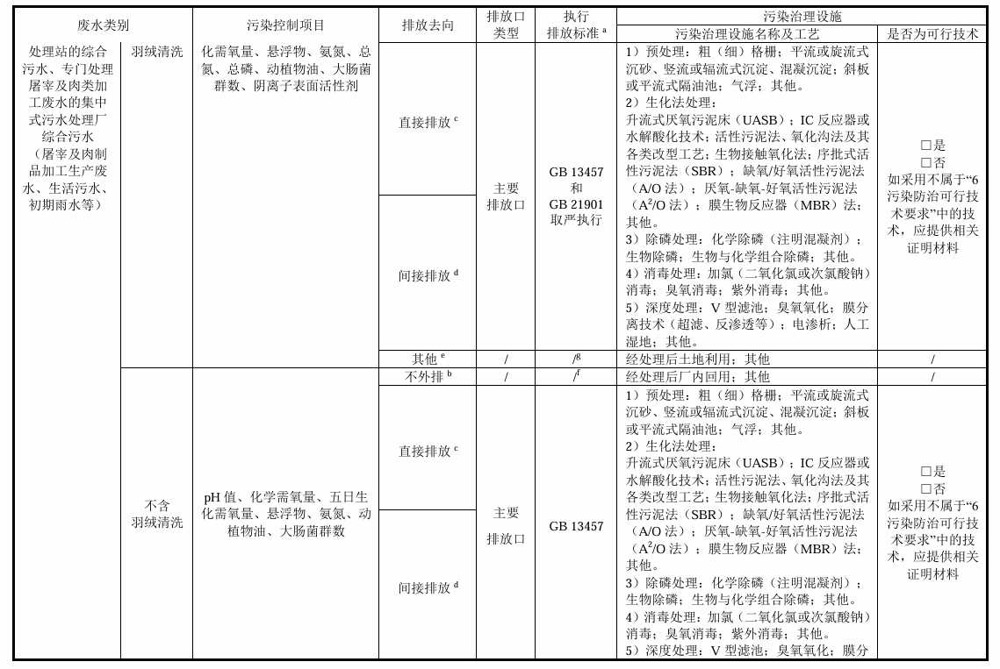 废水类别
污染控制项目
排放去向
排放口
类型
执行
排放标准 a
污染治理设施
污染治理设施名称及工艺
是否为可行技术
处理站的综合
污水、专门处理
屠宰及肉类加
工废水的集中
式污水处理厂
综合污水
（屠宰及肉制
品加工生产废
水、生活污水、
初期雨水等）
羽绒清洗
化需氧量、悬浮物、氨氮、总
氮、总磷、动植物油、大肠菌
群数、阴离子表面活性剂
直接排放 c
间接排放 d
主要
排放口
GB 13457
和
GB 21901
取严执行
1）预处理：粗（细）格栅；平流或旋流式
沉砂、竖流或辐流式沉淀、混凝沉淀；斜板
或平流式隔油池；气浮；其他。
2）生化法处理：
升流式厌氧污泥床（UASB）；IC 反应器或
水解酸化技术；活性污泥法、氧化沟法及其
各类改型工艺；生物接触氧化法；序批式活
性污泥法（SBR）；缺氧/好氧活性污泥法
（A/O 法）；厌氧-缺氧-好氧活性污泥法
（A2/O 法）；膜生物反应器（MBR）法；
其他。
3）除磷处理：化学除磷（注明混凝剂）；
生物除磷；生物与化学组合除磷；其他。
4）消毒处理：加氯（二氧化氯或次氯酸钠）
消毒；臭氧消毒；紫外消毒；其他。
5）深度处理：V 型滤池；臭氧氧化；膜分
离技术（超滤、反渗透等）；电渗析；人工
湿地；其他。
□是
□否
如采用不属于“6
污染防治可行技
术要求”中的技
术，应提供相关
证明材料
其他 e
/
/g
经处理后土地利用；其他
/
不含
羽绒清洗
pH 值、化学需氧量、五日生
化需氧量、悬浮物、氨氮、动
植物油、大肠菌群数
不外排 b
/
/f
经处理后厂内回用；其他
/
直接排放 c
间接排放 d
主要
排放口
GB 13457
1）预处理：粗（细）格栅；平流或旋流式
沉砂、竖流或辐流式沉淀、混凝沉淀；斜板
或平流式隔油池；气浮；其他。
2）生化法处理：
升流式厌氧污泥床（UASB）；IC 反应器或
水解酸化技术；活性污泥法、氧化沟法及其
各类改型工艺；生物接触氧化法；序批式活
性污泥法（SBR）；缺氧/好氧活性污泥法
（A/O 法）；厌氧-缺氧-好氧活性污泥法
（A2/O 法）；膜生物反应器（MBR）法；
其他。
3）除磷处理：化学除磷（注明混凝剂）；
生物除磷；生物与化学组合除磷；其他。
4）消毒处理：加氯（二氧化氯或次氯酸钠）
消毒；臭氧消毒；紫外消毒；其他。
5）深度处理：V 型滤池；臭氧氧化；膜分
□是
□否
如采用不属于“6
污染防治可行技
术要求”中的技
术，应提供相关
证明材料